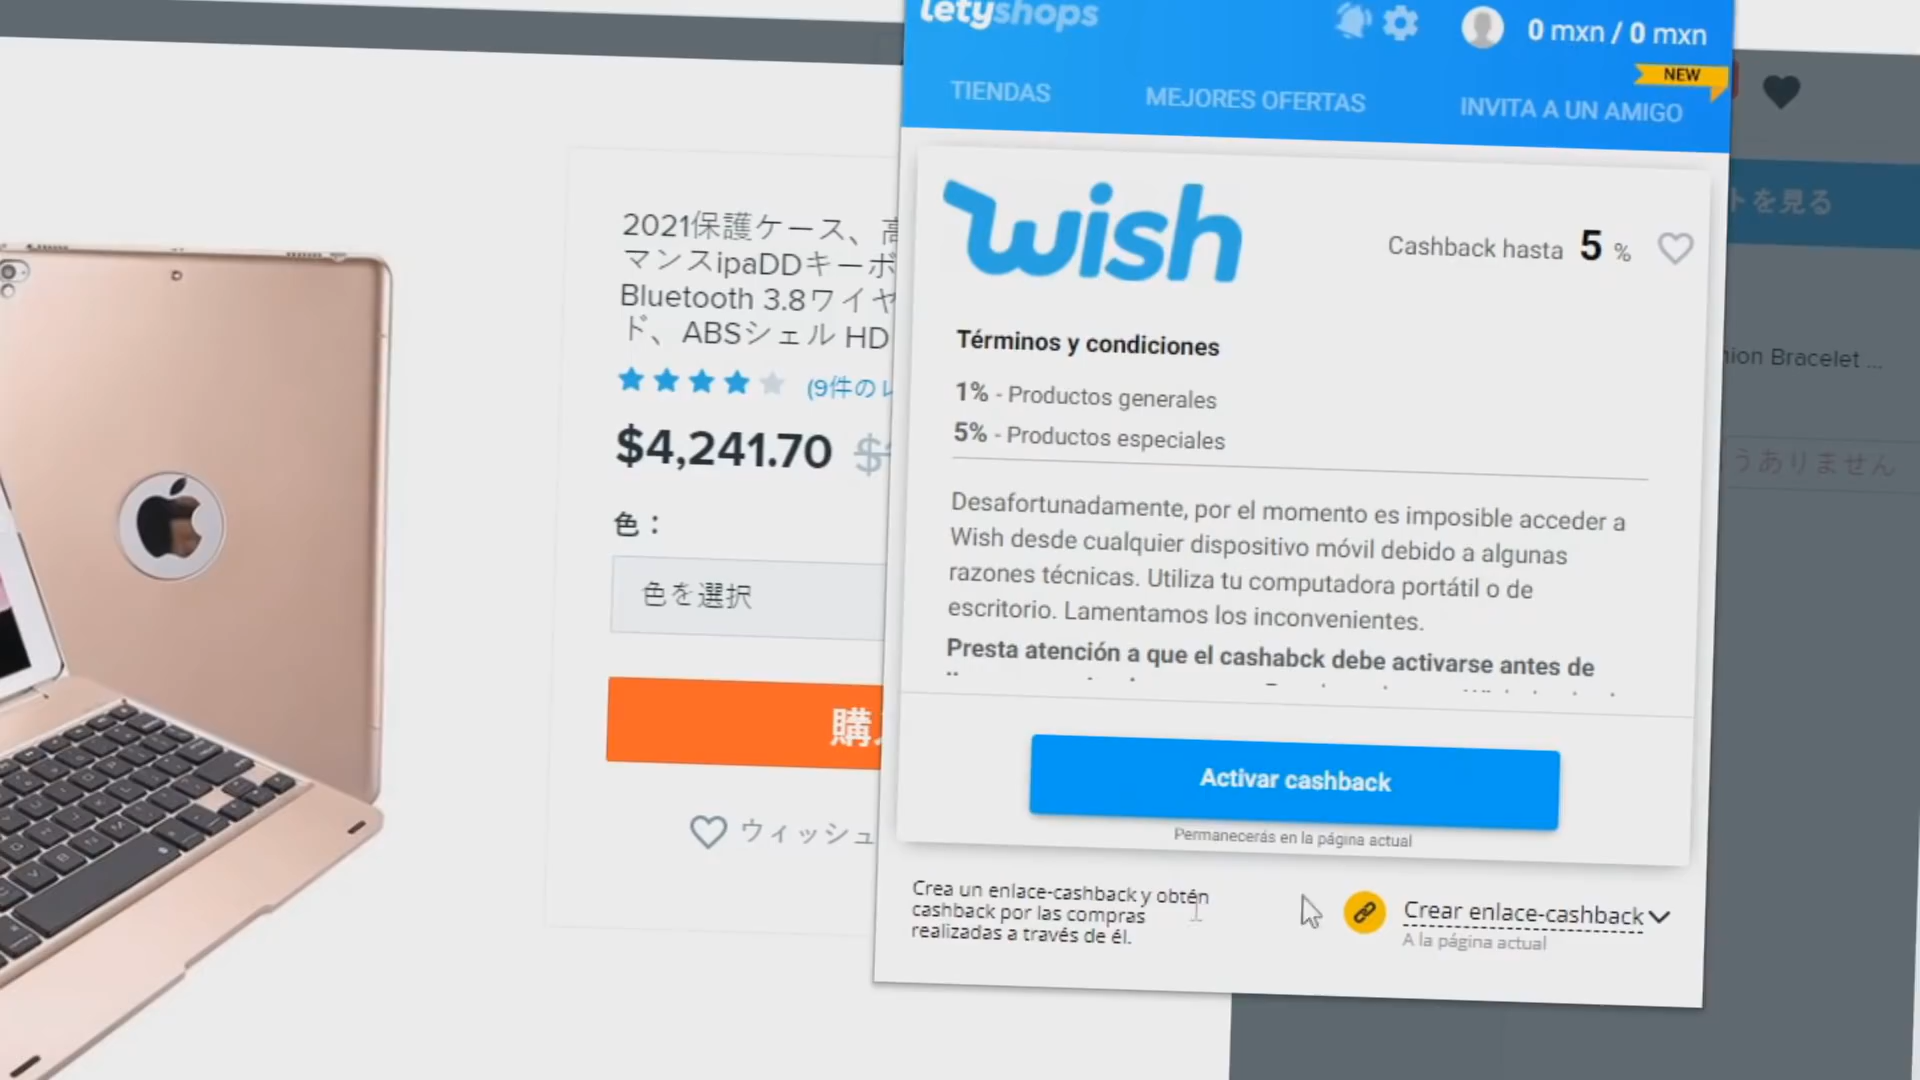 letyshops
0 mxn / 0 mxn
NEW
TIENDAS
MEJORES OFERTAS
INVITA A UN AMIGO
トを見る
wish
Cashback hasta 5 %
Términos y condiciones
1% - Productos generales
5% - Productos especiales
Desafortunadamente, por el momento es imposible acceder a
Wish desde cualquier dispositivo móvil debido a algunas
razones técnicas. Utiliza tu computadora portátil o de
escritorio. Lamentamos los inconvenientes.
Presta atención a que el cashabck debe activarse antes de
Activar cashback
Permanecerás en la página actual
Crea un enlace-cashback y obtén
cashback por las compras
realizadas a través de él.
Crear enlace-cashback
A la página actual
2021保護ケース、高
マンスipaDDキーボ
Bluetooth 3.8ワイヤ
ド、ABSシェル HD
(9件のレ
$4,241.70
色：
色を選択
購入
ウィッシュ
Bracelet ...
うありません